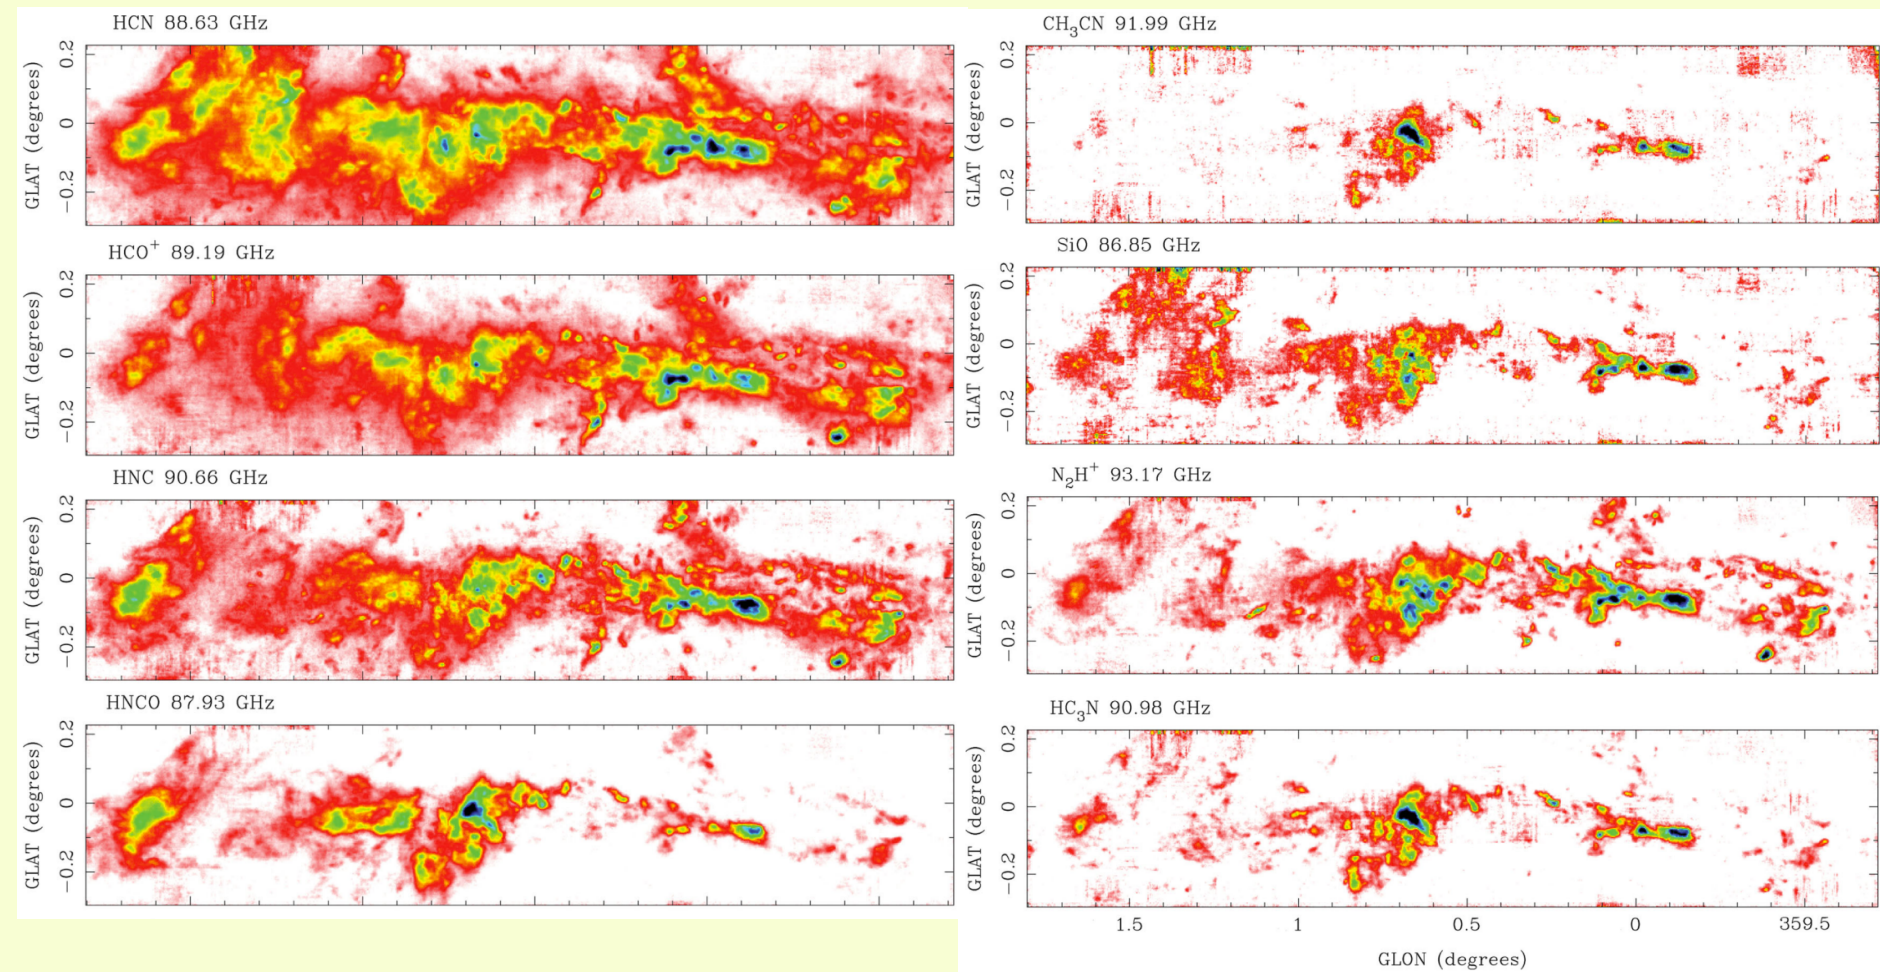 HCN 88.63 GHz
GLAT (degrees)
0.2
0
−0.2
HCO⁺ 89.19 GHz
GLAT (degrees)
0.2
0
−0.2
HNC 90.66 GHz
GLAT (degrees)
0.2
0
−0.2
HNCO 87.93 GHz
GLAT (degrees)
0.2
0
−0.2
CH₃CN 91.99 GHz
GLAT (degrees)
0.2
0
−0.2
SiO 86.85 GHz
GLAT (degrees)
0.2
0
−0.2
N₂H⁺ 93.17 GHz
GLAT (degrees)
0.2
0
−0.2
HC₃N 90.98 GHz
GLAT (degrees)
0.2
0
−0.2
1.5 1 0.5 0 359.5
GLON (degrees)